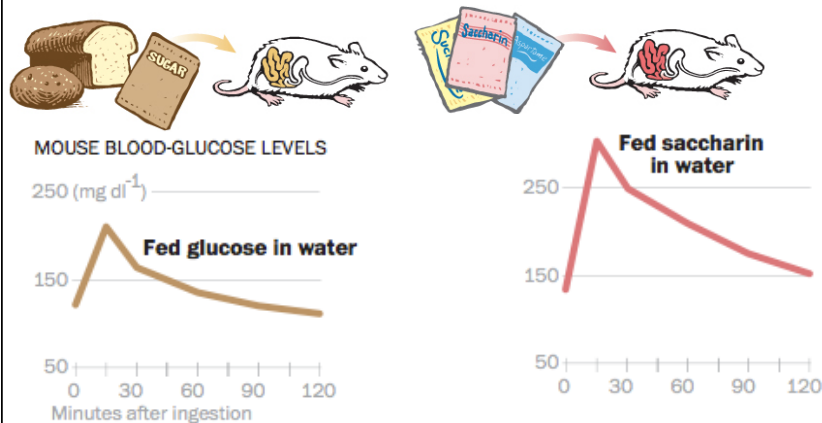 SUGAR
Saccharin
MOUSE BLOOD-GLUCOSE LEVELS
250 (mg dl-1)
Fed glucose in water
150
50
0 30 60 90 120
Minutes after ingestion
Fed saccharin
in water
250
150
50
0 30 60 90 120